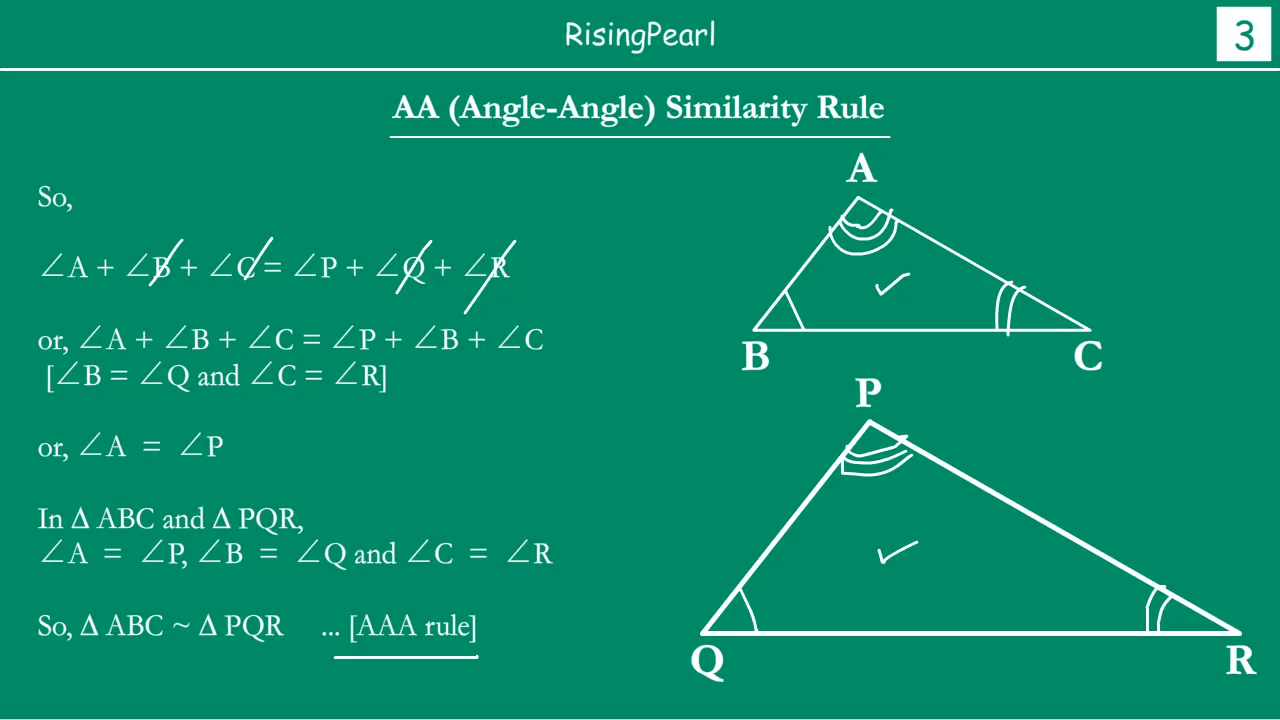 RisingPearl
3
AA (Angle-Angle) Similarity Rule
So,
∠A + ∠B + ∠C = ∠P + ∠Q + ∠R
or, ∠A + ∠B + ∠C = ∠P + ∠B + ∠C
[∠B = ∠Q and ∠C = ∠R]
or, ∠A = ∠P
In Δ ABC and Δ PQR,
∠A = ∠P, ∠B = ∠Q and ∠C = ∠R
So, Δ ABC ~ Δ PQR ... [AAA rule]
A
B
C
P
Q
R